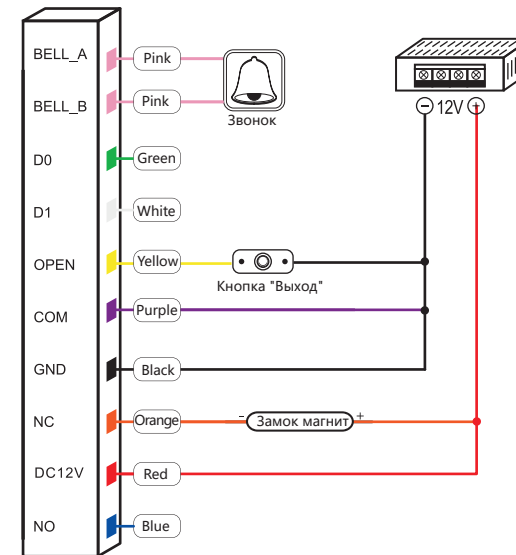 BELL_A Pink
BELL_B Pink
Звонок
− 12V +
D0 Green
D1 White
OPEN Yellow
Кнопка "Выход"
COM Purple
GND Black
NC Orange - Замок магнит +
DC12V Red
NO Blue